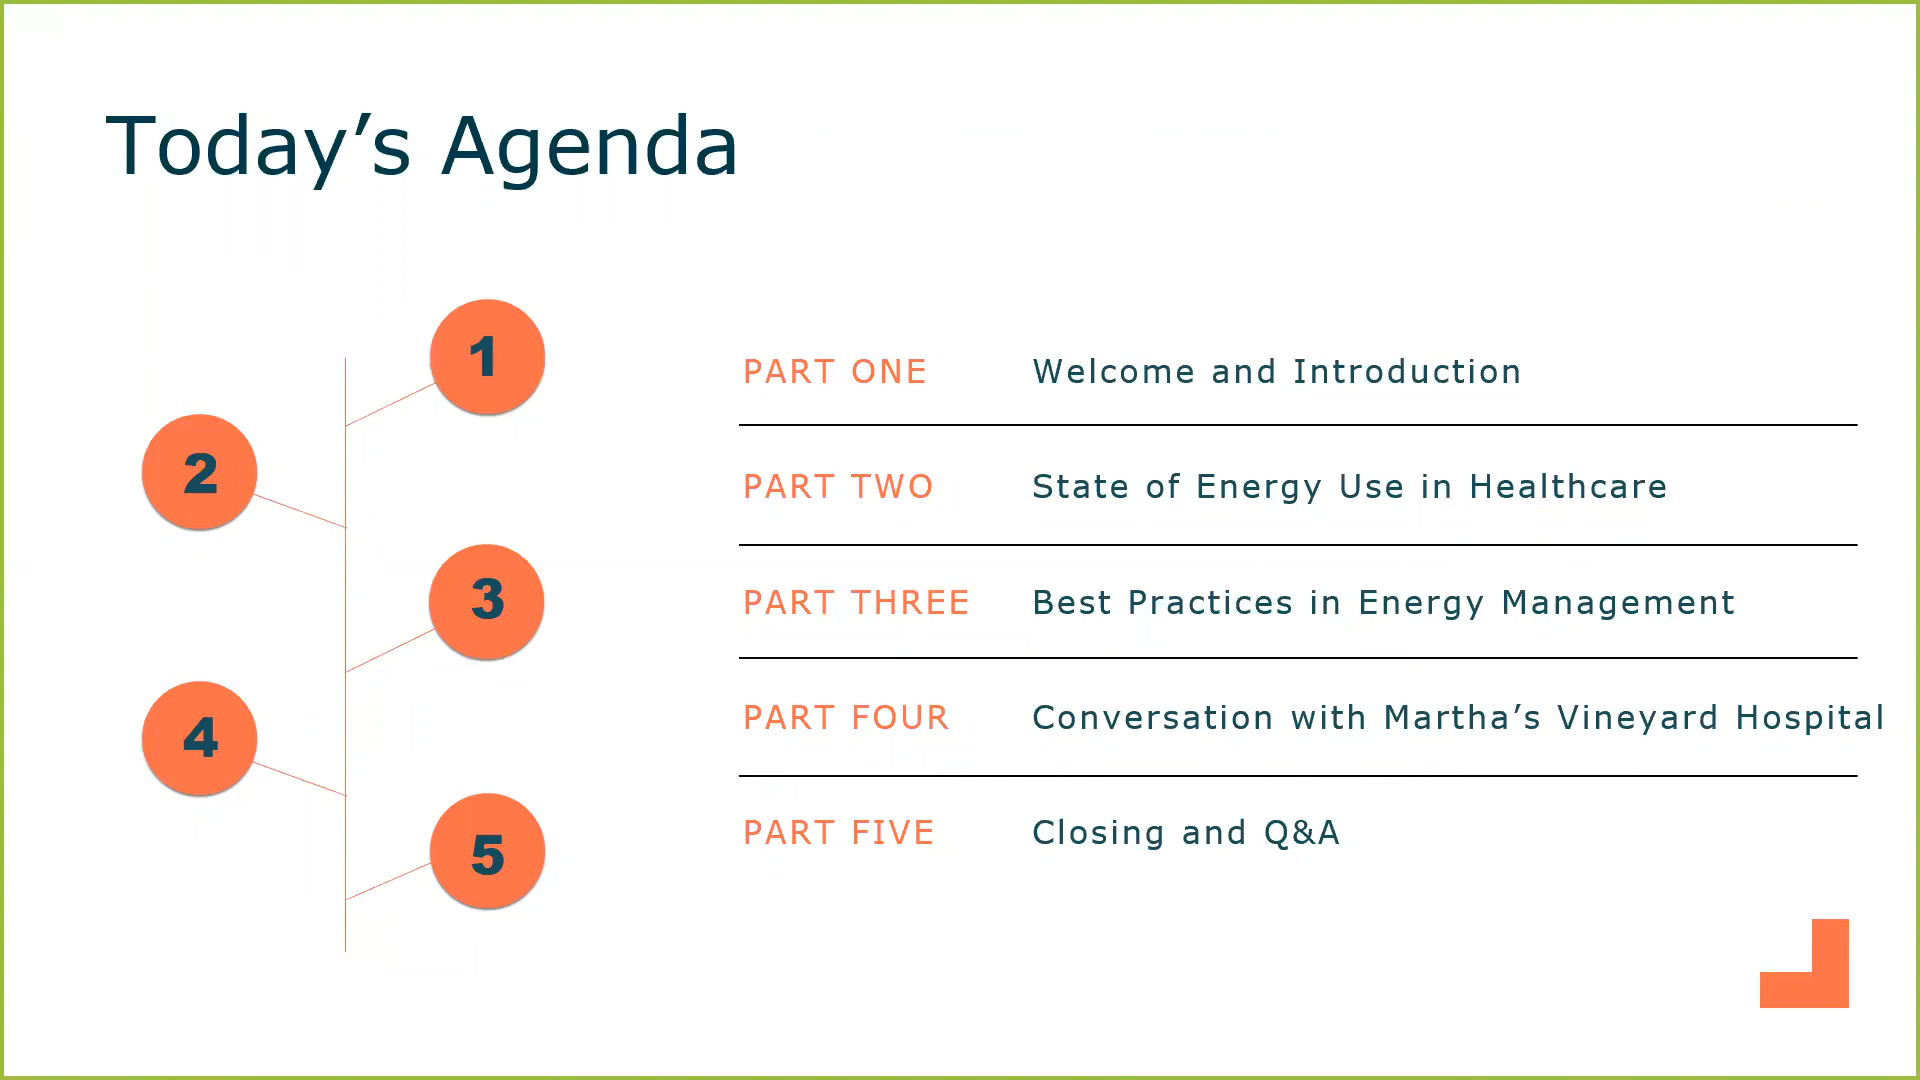 Today’s Agenda
1
2
3
4
5
PART ONE Welcome and Introduction
PART TWO State of Energy Use in Healthcare
PART THREE Best Practices in Energy Management
PART FOUR Conversation with Martha’s Vineyard Hospital
PART FIVE Closing and Q&A